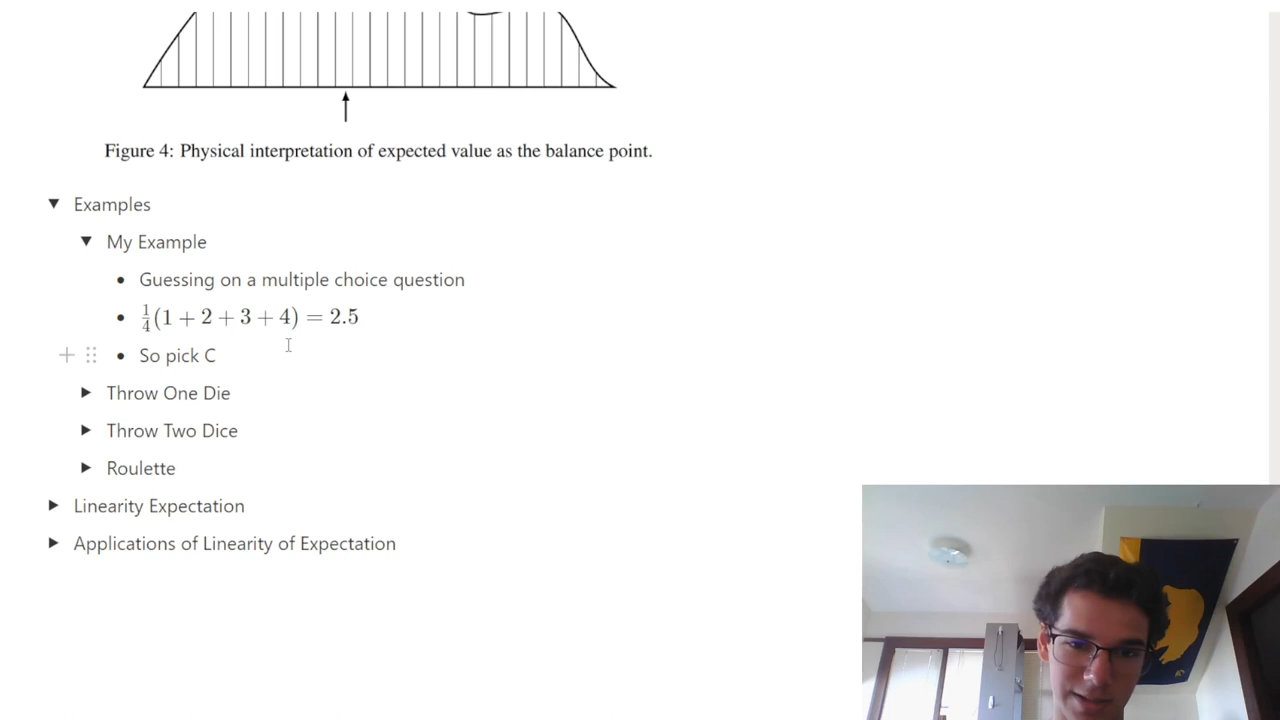 Figure 4: Physical interpretation of expected value as the balance point.
Examples
My Example
Guessing on a multiple choice question
1/4(1 + 2 + 3 + 4) = 2.5
So pick C
Throw One Die
Throw Two Dice
Roulette
Linearity Expectation
Applications of Linearity of Expectation